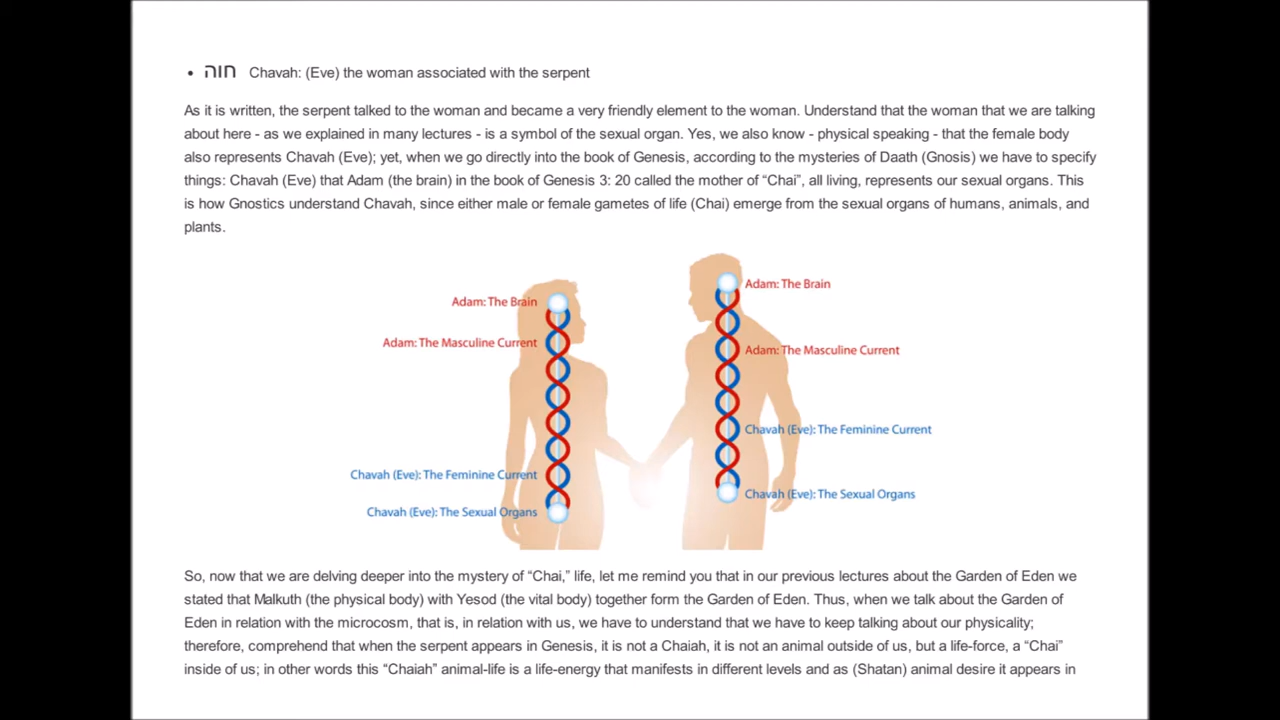 • חוה Chavah: (Eve) the woman associated with the serpent
As it is written, the serpent talked to the woman and became a very friendly element to the woman. Understand that the woman that we are talking
about here - as we explained in many lectures - is a symbol of the sexual organ. Yes, we also know - physical speaking - that the female body
also represents Chavah (Eve); yet, when we go directly into the book of Genesis, according to the mysteries of Daath (Gnosis) we have to specify
things: Chavah (Eve) that Adam (the brain) in the book of Genesis 3: 20 called the mother of “Chai”, all living, represents our sexual organs. This
is how Gnostics understand Chavah, since either male or female gametes of life (Chai) emerge from the sexual organs of humans, animals, and
plants.
Adam: The Brain
Adam: The Masculine Current
Chavah (Eve): The Feminine Current
Chavah (Eve): The Sexual Organs
Adam: The Brain
Adam: The Masculine Current
Chavah (Eve): The Feminine Current
Chavah (Eve): The Sexual Organs
So, now that we are delving deeper into the mystery of “Chai,” life, let me remind you that in our previous lectures about the Garden of Eden we
stated that Malkuth (the physical body) with Yesod (the vital body) together form the Garden of Eden. Thus, when we talk about the Garden of
Eden in relation with the microcosm, that is, in relation with us, we have to understand that we have to keep talking about our physicality;
therefore, comprehend that when the serpent appears in Genesis, it is not a Chaiah, it is not an animal outside of us, but a life-force, a “Chai”
inside of us; in other words this “Chaiah” animal-life is a life-energy that manifests in different levels and as (Shatan) animal desire it appears in